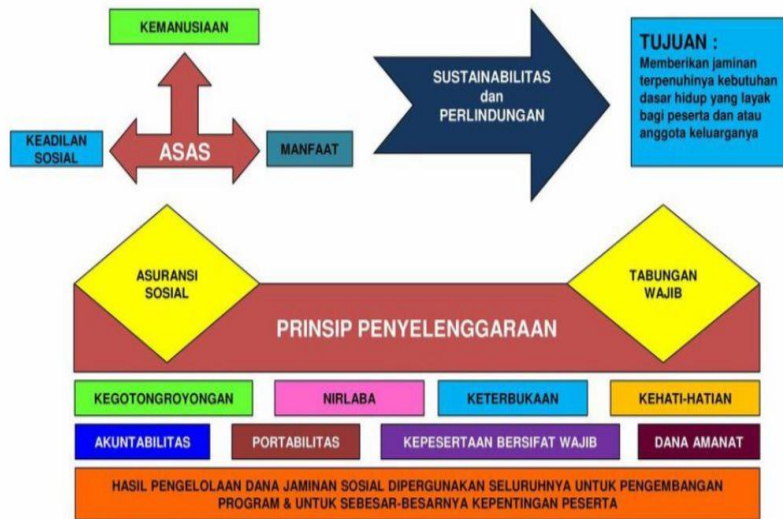 KEMANUSIAAN
KEADILAN
SOSIAL
ASAS
MANFAAT
SUSTAINABILITAS
dan
PERLINDUNGAN
TUJUAN :
Memberikan jaminan
terpenuhinya kebutuhan
dasar hidup yang layak
bagi peserta dan atau
anggota keluarganya
ASURANSI
SOSIAL
TABUNGAN
WAJIB
PRINSIP PENYELENGGARAAN
KEGOTONGROYONGAN
NIRLABA
KETERBUKAAN
KEHATI-HATIAN
AKUNTABILITAS
PORTABILITAS
KEPESERTAAN BERSIFAT WAJIB
DANA AMANAT
HASIL PENGELOLAAN DANA JAMINAN SOSIAL DIPERGUNAKAN SELURUHNYA UNTUK PENGEMBANGAN
PROGRAM & UNTUK SEBESAR-BESARNYA KEPENTINGAN PESERTA